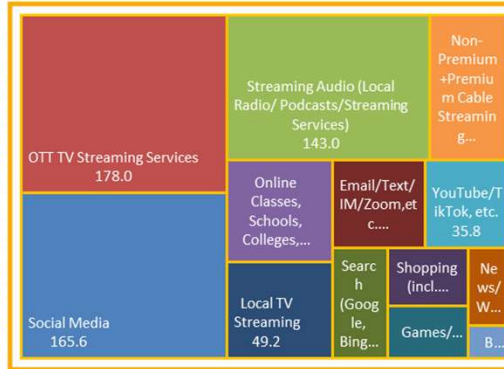 OTT TV Streaming Services
178.0
Social Media
165.6
Streaming Audio (Local
Radio/ Podcasts/Streaming
Services)
143.0
Non-
Premium
+Premiu
m Cable
Streamin
g...
Online
Classes,
Schools,
Colleges,...
Email/Text/
IM/Zoom,et
c....
YouTube/T
ikTok, etc.
35.8
Local TV
Streaming
49.2
Searc
h
(Goog
le,
Bing...
Shopping
(incl....
Games/...
Ne
ws/
W...
B...